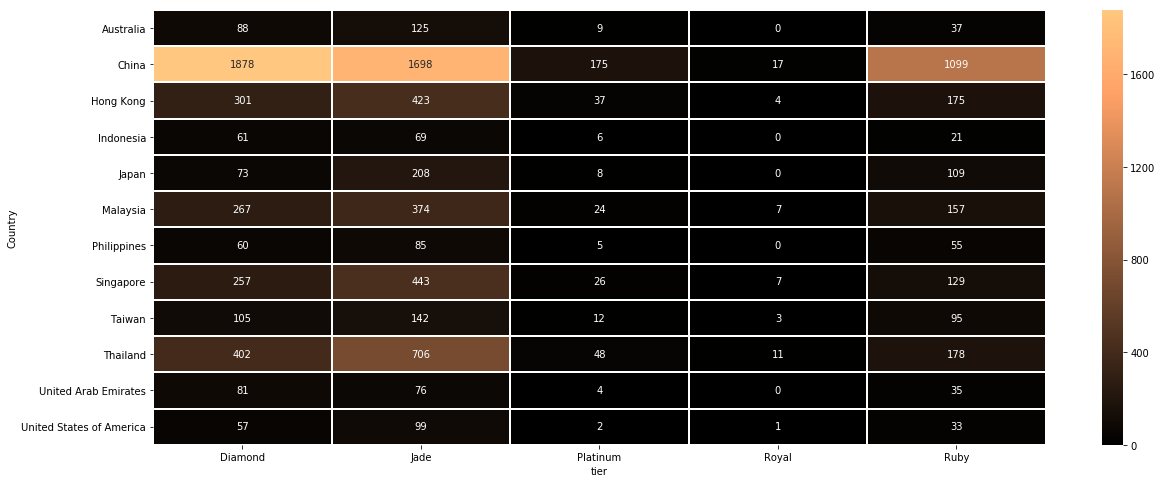 Australia 88 125 9 0 37
China 1878 1698 175 17 1099
1600
Hong Kong 301 423 37 4 175
Indonesia 61 69 6 0 21
1200
Japan 73 208 8 0 109
Malaysia 267 374 24 7 157
Country
Philippines 60 85 5 0 55
800
Singapore 257 443 26 7 129
Taiwan 105 142 12 3 95
Thailand 402 706 48 11 178
400
United Arab Emirates 81 76 4 0 35
United States of America 57 99 2 1 33
0
Diamond Jade Platinum Royal Ruby
tier